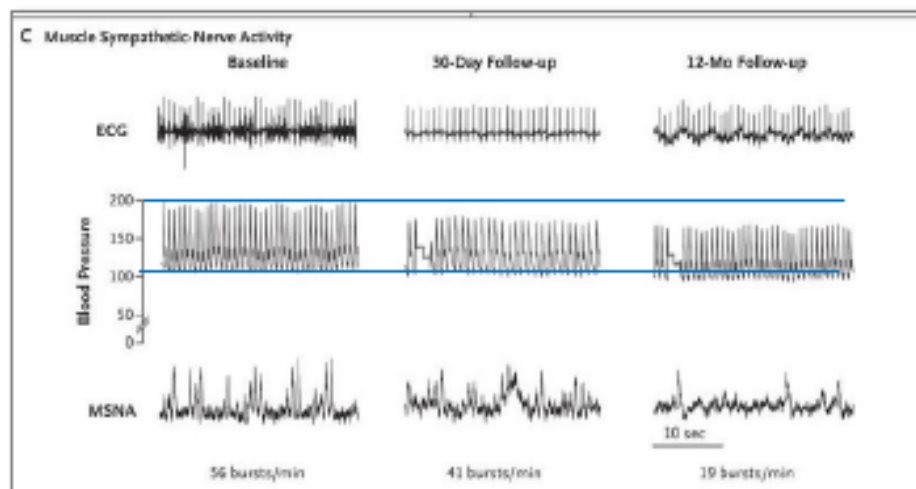 C Muscle Sympathetic-Nerve Activity
Baseline 30-Day Follow-up 12-Mo Follow-up
ECG
Blood Pressure
200
150
100
50
0
MSNA
10 sec
56 bursts/min 41 bursts/min 19 bursts/min